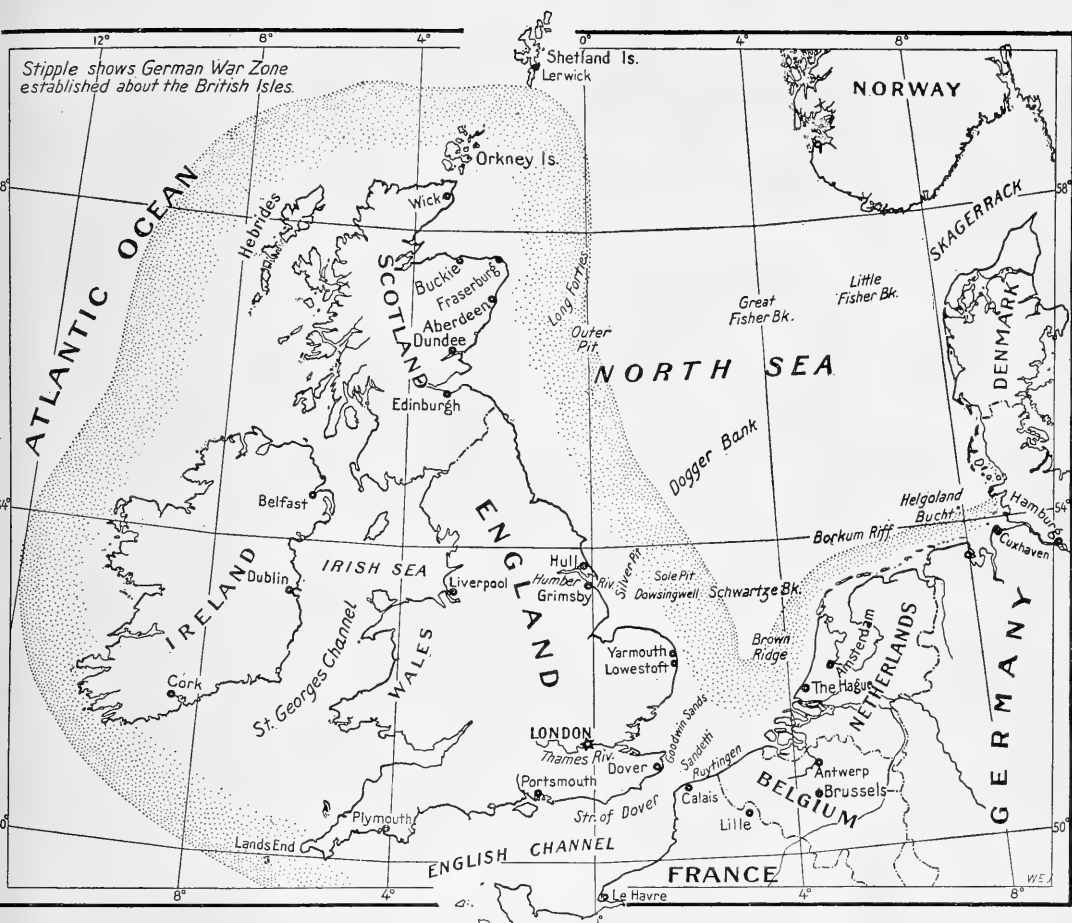 12°
8°
4°
0°
4°
8°
Stipple shows German War Zone
established about the British Isles.
Shetland Is.
Lerwick
NORWAY
Orkney Is.
ATLANTIC OCEAN
8°
Hebrides
Wick
58°
SKAGERRACK
SCOTLAND
Buckie
Fraserburg
Aberdeen
Dundee
Edinburgh
Long Forties
Outer
Pit
Great
Fisher Bk.
Little
Fisher Bk.
NORTH SEA
DENMARK
Dogger Bank
54°
Belfast
ENGLAND
Helgoland
Bucht
Hamburg
54°
Borkum Riff
Cuxhaven
IRELAND
Dublin
IRISH SEA
Liverpool
Hull
Humber Riv.
Grimsby
Silver Pit
Sole Pit
Dowsingwell
Schwartze Bk.
St. Georges Channel
WALES
Yarmouth
Lowestoft
Brown
Ridge
Amsterdam
The Hague
NETHERLANDS
GERMANY
Cork
LONDON
Thames Riv.
Goodwin Sands
Sandetti
Ruytingen
Dover
Portsmouth
Str. of Dover
Calais
Antwerp
Brussels
BELGIUM
Lille
Plymouth
0°
50°
Lands End
ENGLISH CHANNEL
FRANCE
Le Havre
W.E.J.
8°
4°
0°
4°
8°